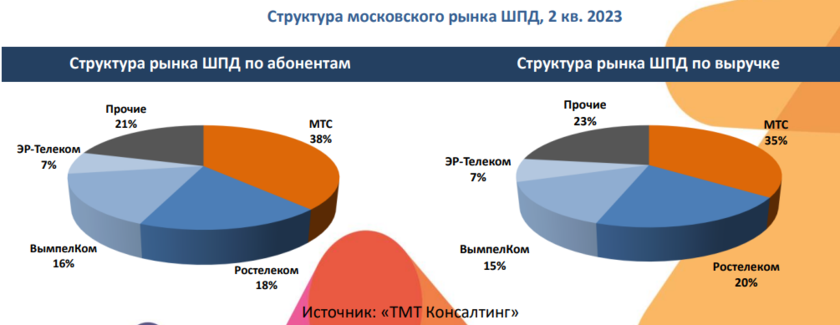 Структура московского рынка ШПД, 2 кв. 2023
Структура рынка ШПД по абонентам
Прочие
21%
МТС
38%
ЭР-Телеком
7%
ВымпелКом
16%
Ростелеком
18%
Структура рынка ШПД по выручке
Прочие
23%
МТС
35%
ЭР-Телеком
7%
ВымпелКом
15%
Ростелеком
20%
Источник: «ТМТ Консалтинг»